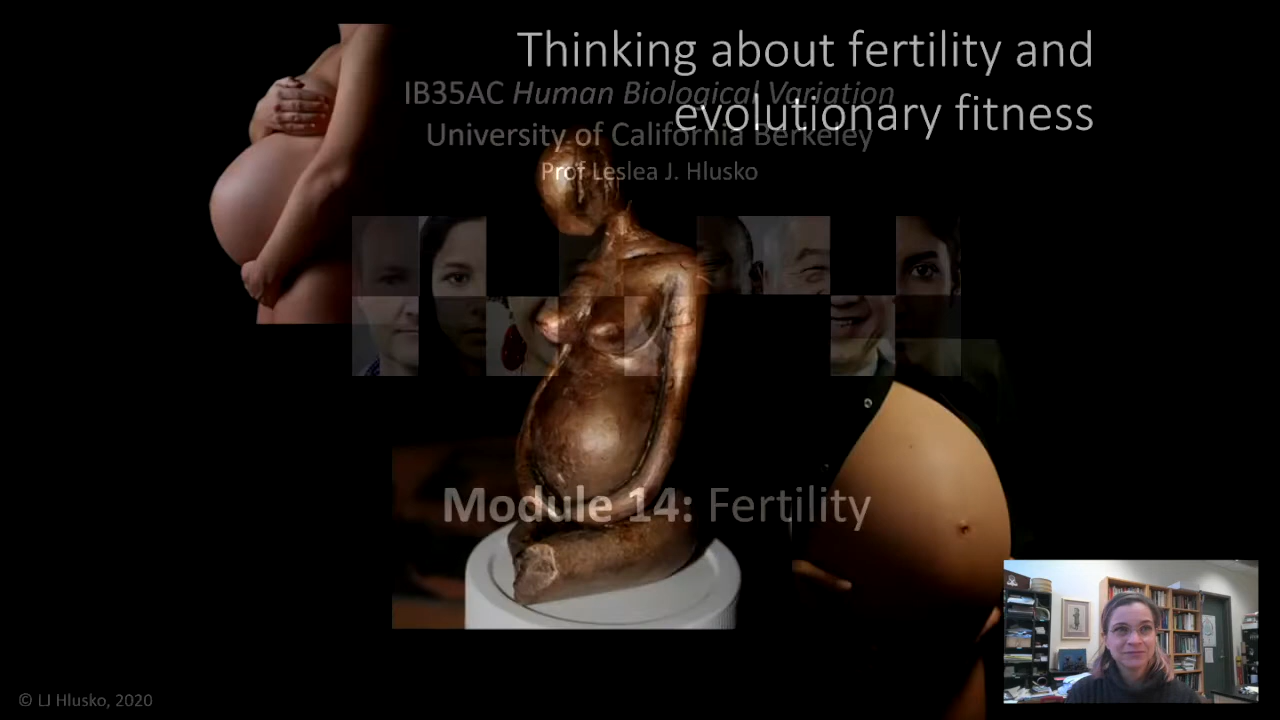 Thinking about fertility and
evolutionary fitness
IB35AC Human Biological Variation
University of California Berkeley
Prof Leslea J. Hlusko
Module 14: Fertility
© LJ Hlusko, 2020